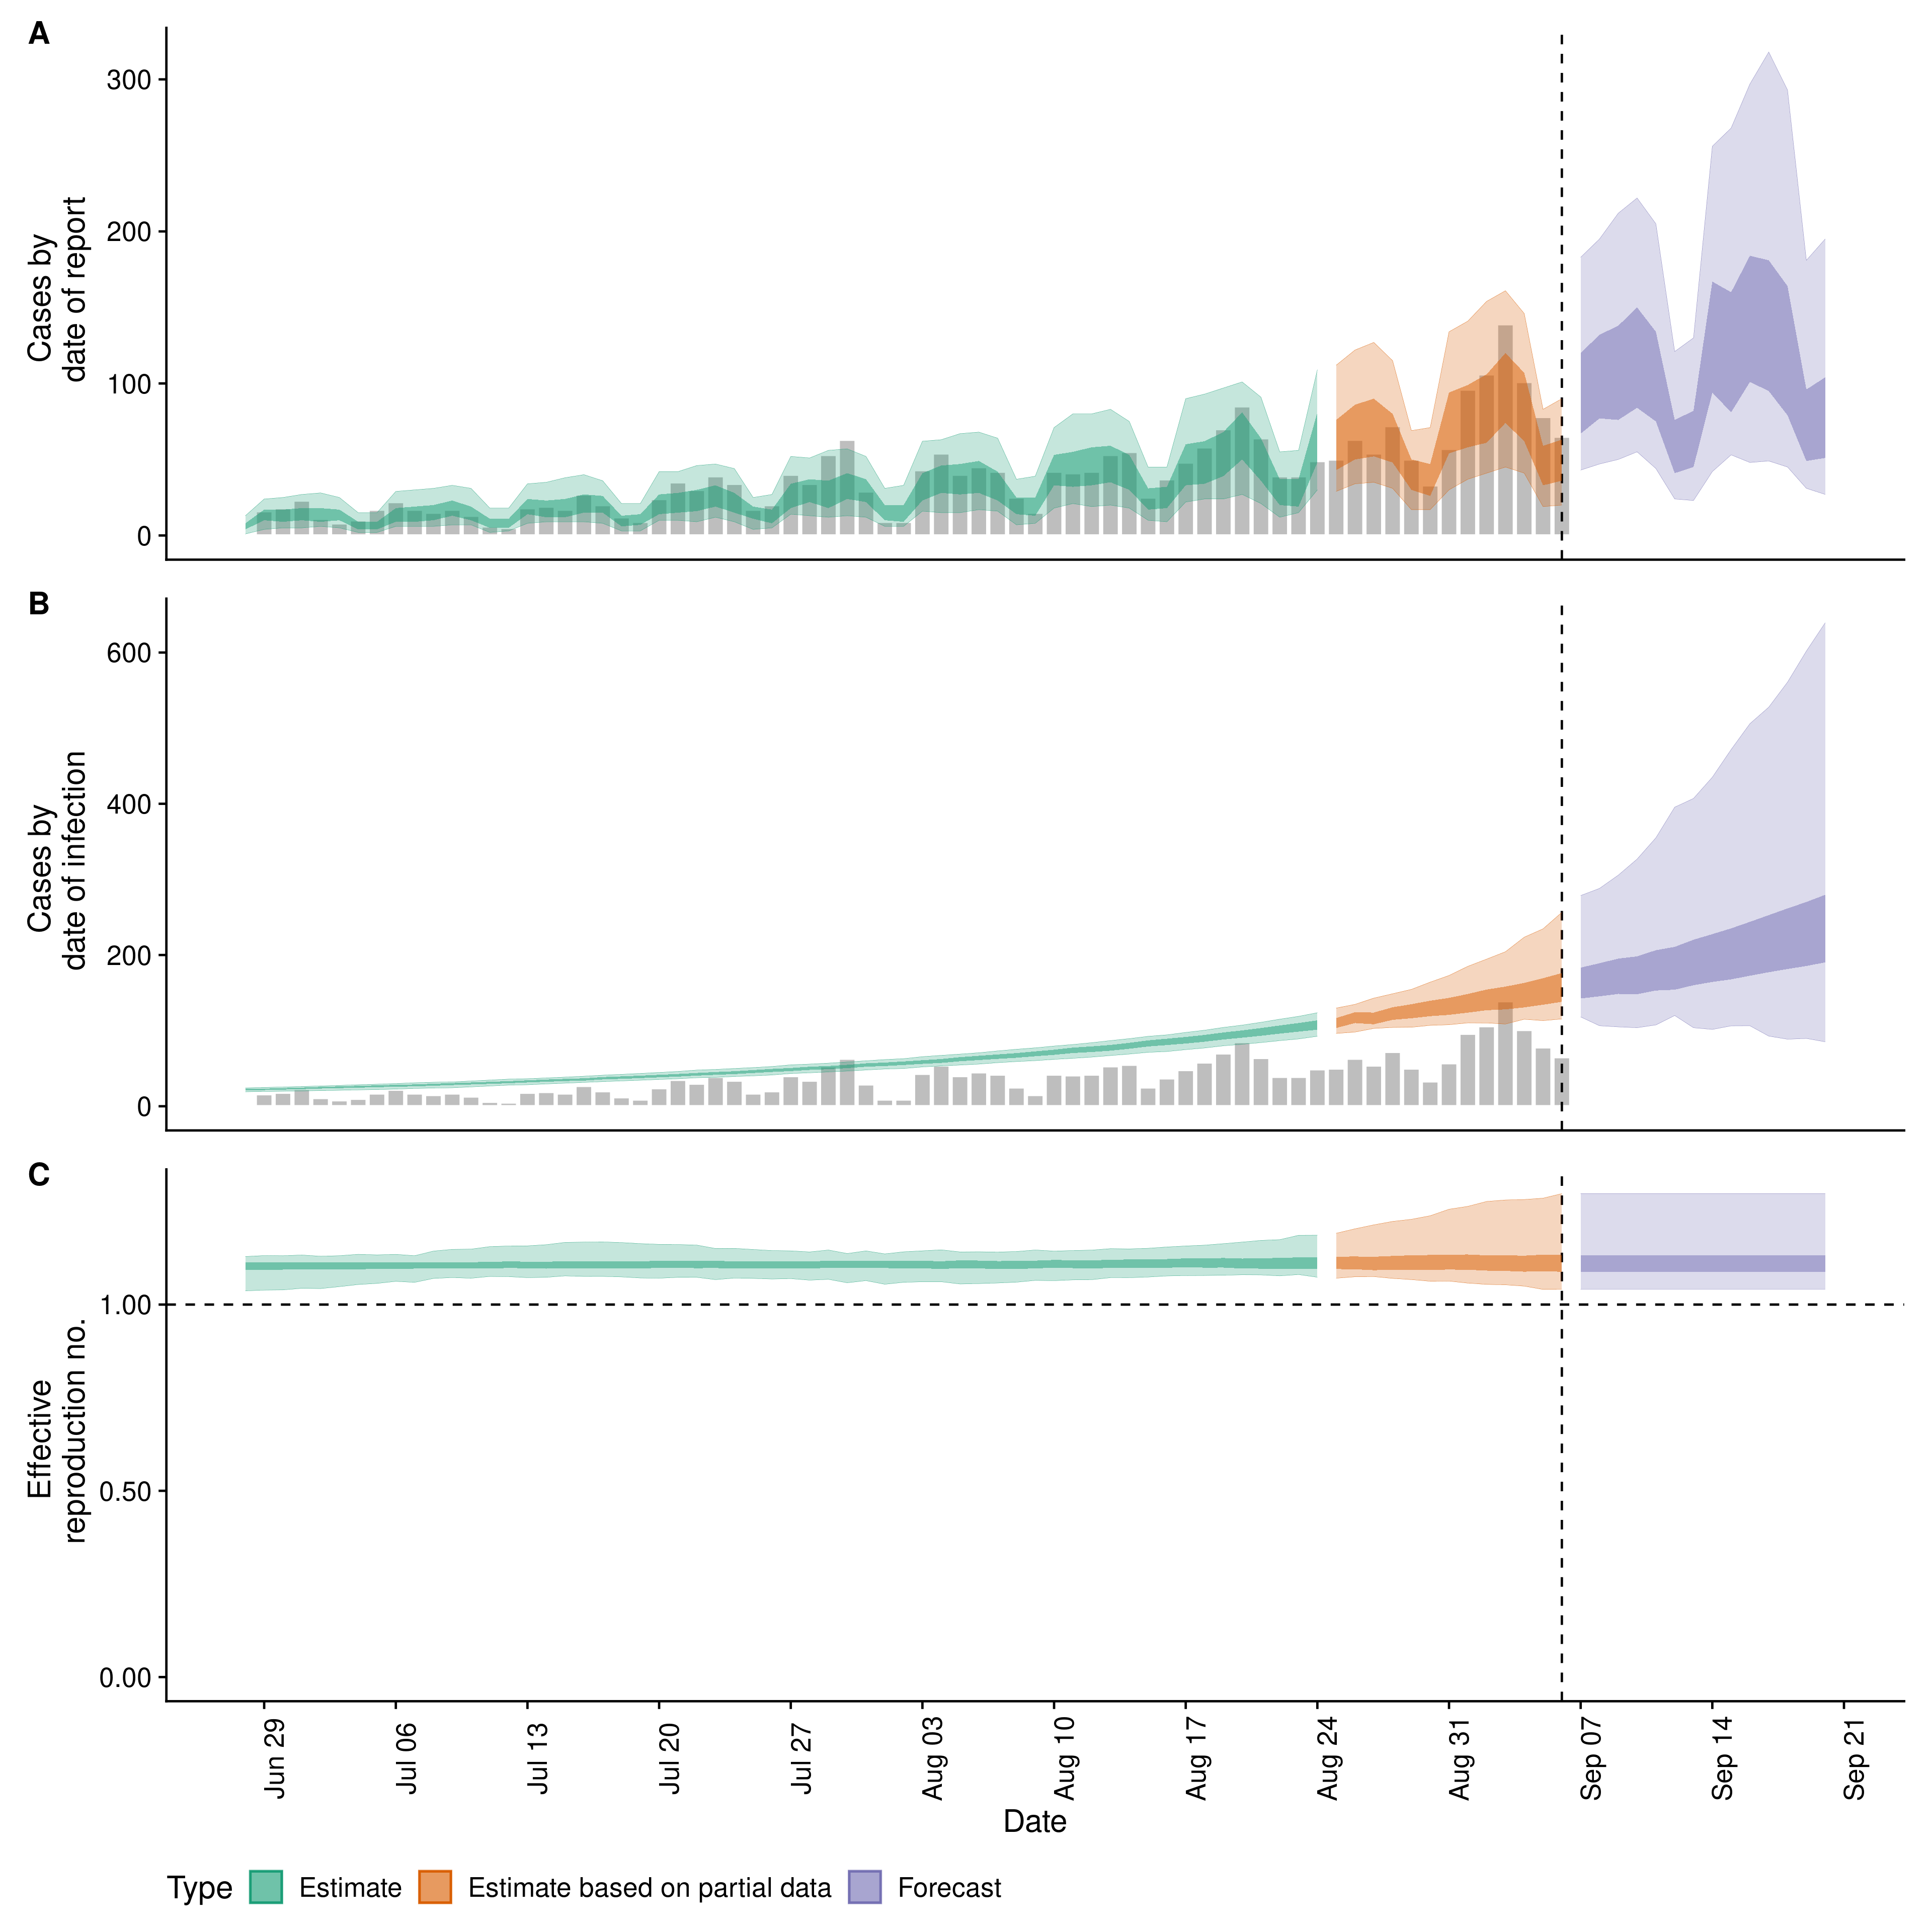 A
Cases by
date of report
300
200
100
0
B
Cases by
date of infection
600
400
200
0
C
Effective
reproduction no.
1.00
0.50
0.00
Jun 29
Jul 06
Jul 13
Jul 20
Jul 27
Aug 03
Aug 10
Aug 17
Aug 24
Aug 31
Sep 07
Sep 14
Sep 21
Date
Type Estimate Estimate based on partial data Forecast